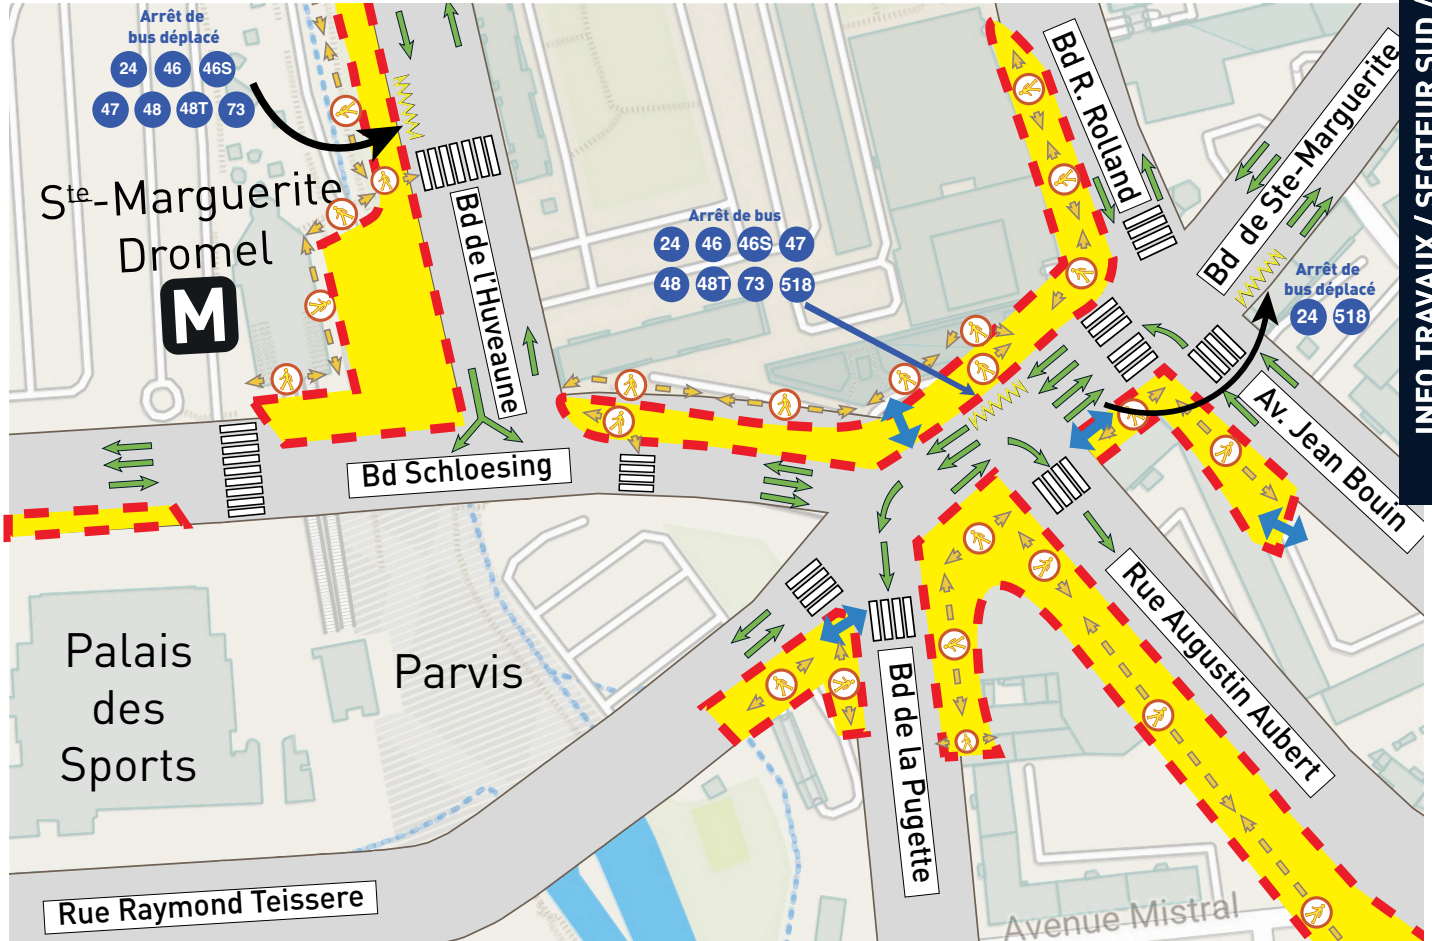 Arrêt de
bus déplacé
24 46 46S
47 48 48T 73
Ste-Marguerite
Dromel
M
Bd de l'Huveaune
Arrêt de bus
24 46 46S 47
48 48T 73 518
Bd R. Rolland
Bd de Ste-Marguerite
Arrêt de
bus déplacé
24 518
INFO TRAVAUX / SECTEUR SUD /
Av. Jean Bouin
Bd Schloesing
Rue Augustin Aubert
Palais
des
Sports
Parvis
Bd de la Pugette
Rue Raymond Teissere
Avenue Mistral